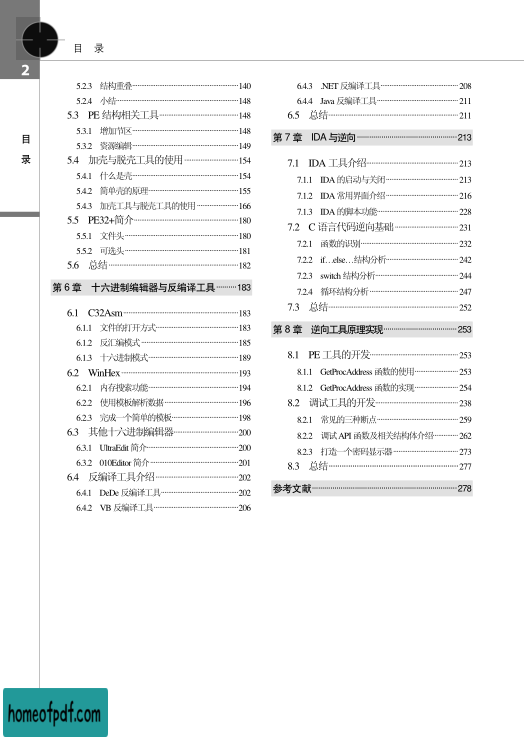 目 录
2
目
录
5.2.3 结构重叠 140
5.2.4 小结 148
5.3 PE 结构相关工具 148
5.3.1 增加节区 148
5.3.2 资源编辑 149
5.4 加壳与脱壳工具的使用 154
5.4.1 什么是壳 154
5.4.2 简单壳的原理 155
5.4.3 加壳工具与脱壳工具的使用 166
5.5 PE32+简介 180
5.5.1 文件头 180
5.5.2 可选头 181
5.6 总结 182
第 6 章 十六进制编辑器与反编译工具 183
6.1 C32Asm 183
6.1.1 文件的打开方式 183
6.1.2 反汇编模式 185
6.1.3 十六进制模式 189
6.2 WinHex 193
6.2.1 内存搜索功能 194
6.2.2 使用模板解析数据 196
6.2.3 完成一个简单的模板 198
6.3 其他十六进制编辑器 200
6.3.1 UltraEdit 简介 200
6.3.2 010Editor 简介 201
6.4 反编译工具介绍 202
6.4.1 DeDe 反编译工具 202
6.4.2 VB 反编译工具 206
6.4.3 .NET 反编译工具 208
6.4.4 Java 反编译工具 211
6.5 总结 211
第 7 章 IDA 与逆向 213
7.1 IDA 工具介绍 213
7.1.1 IDA 的启动与关闭 213
7.1.2 IDA 常用界面介绍 216
7.1.3 IDA 的脚本功能 228
7.2 C 语言代码逆向基础 231
7.2.1 函数的识别 232
7.2.2 if…else…结构分析 242
7.2.3 switch 结构分析 244
7.2.4 循环结构分析 247
7.3 总结 252
第 8 章 逆向工具原理实现 253
8.1 PE 工具的开发 253
8.1.1 GetProcAddress 函数的使用 253
8.1.2 GetProcAddress 函数的实现 254
8.2 调试工具的开发 238
8.2.1 常见的三种断点 259
8.2.2 调试 API 函数及相关结构体介绍 262
8.2.3 打造一个密码显示器 273
8.3 总结 277
参考文献 278
homeofpdf.com